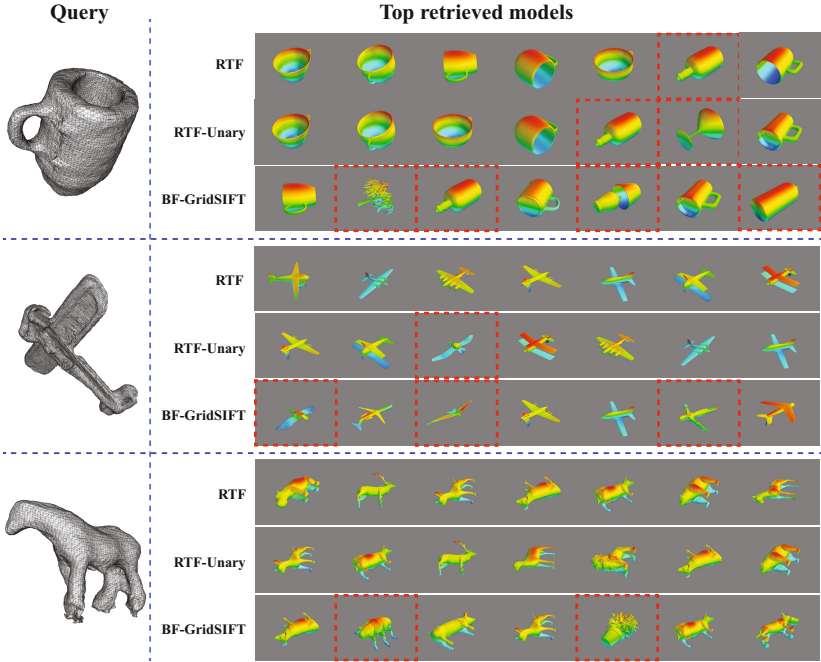 Query
Top retrieved models
RTF
RTF-Unary
BF-GridSIFT
RTF
RTF-Unary
BF-GridSIFT
RTF
RTF-Unary
BF-GridSIFT